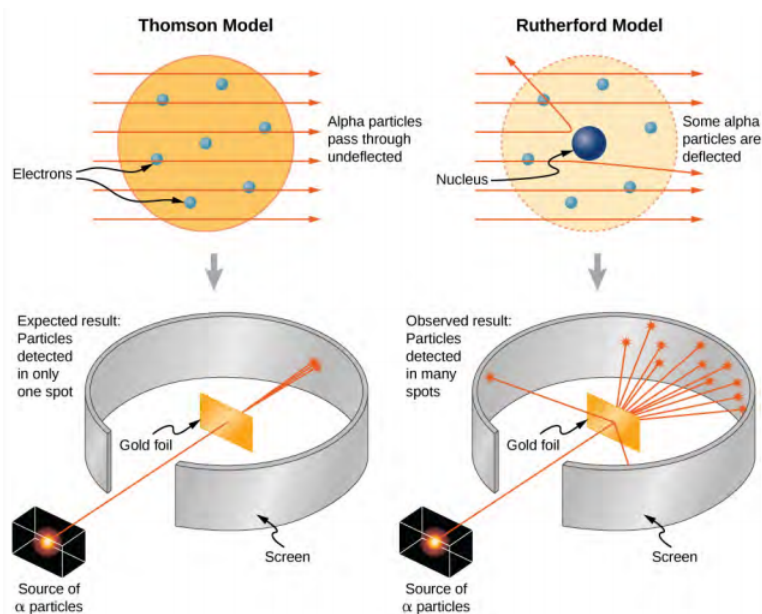 Thomson Model
Alpha particles
pass through
undeflected
Electrons
Expected result:
Particles
detected
in only
one spot
Gold foil
Screen
Source of
α particles
Rutherford Model
Some alpha
particles are
deflected
Nucleus
Observed result:
Particles
detected
in many
spots
Gold foil
Screen
Source of
α particles